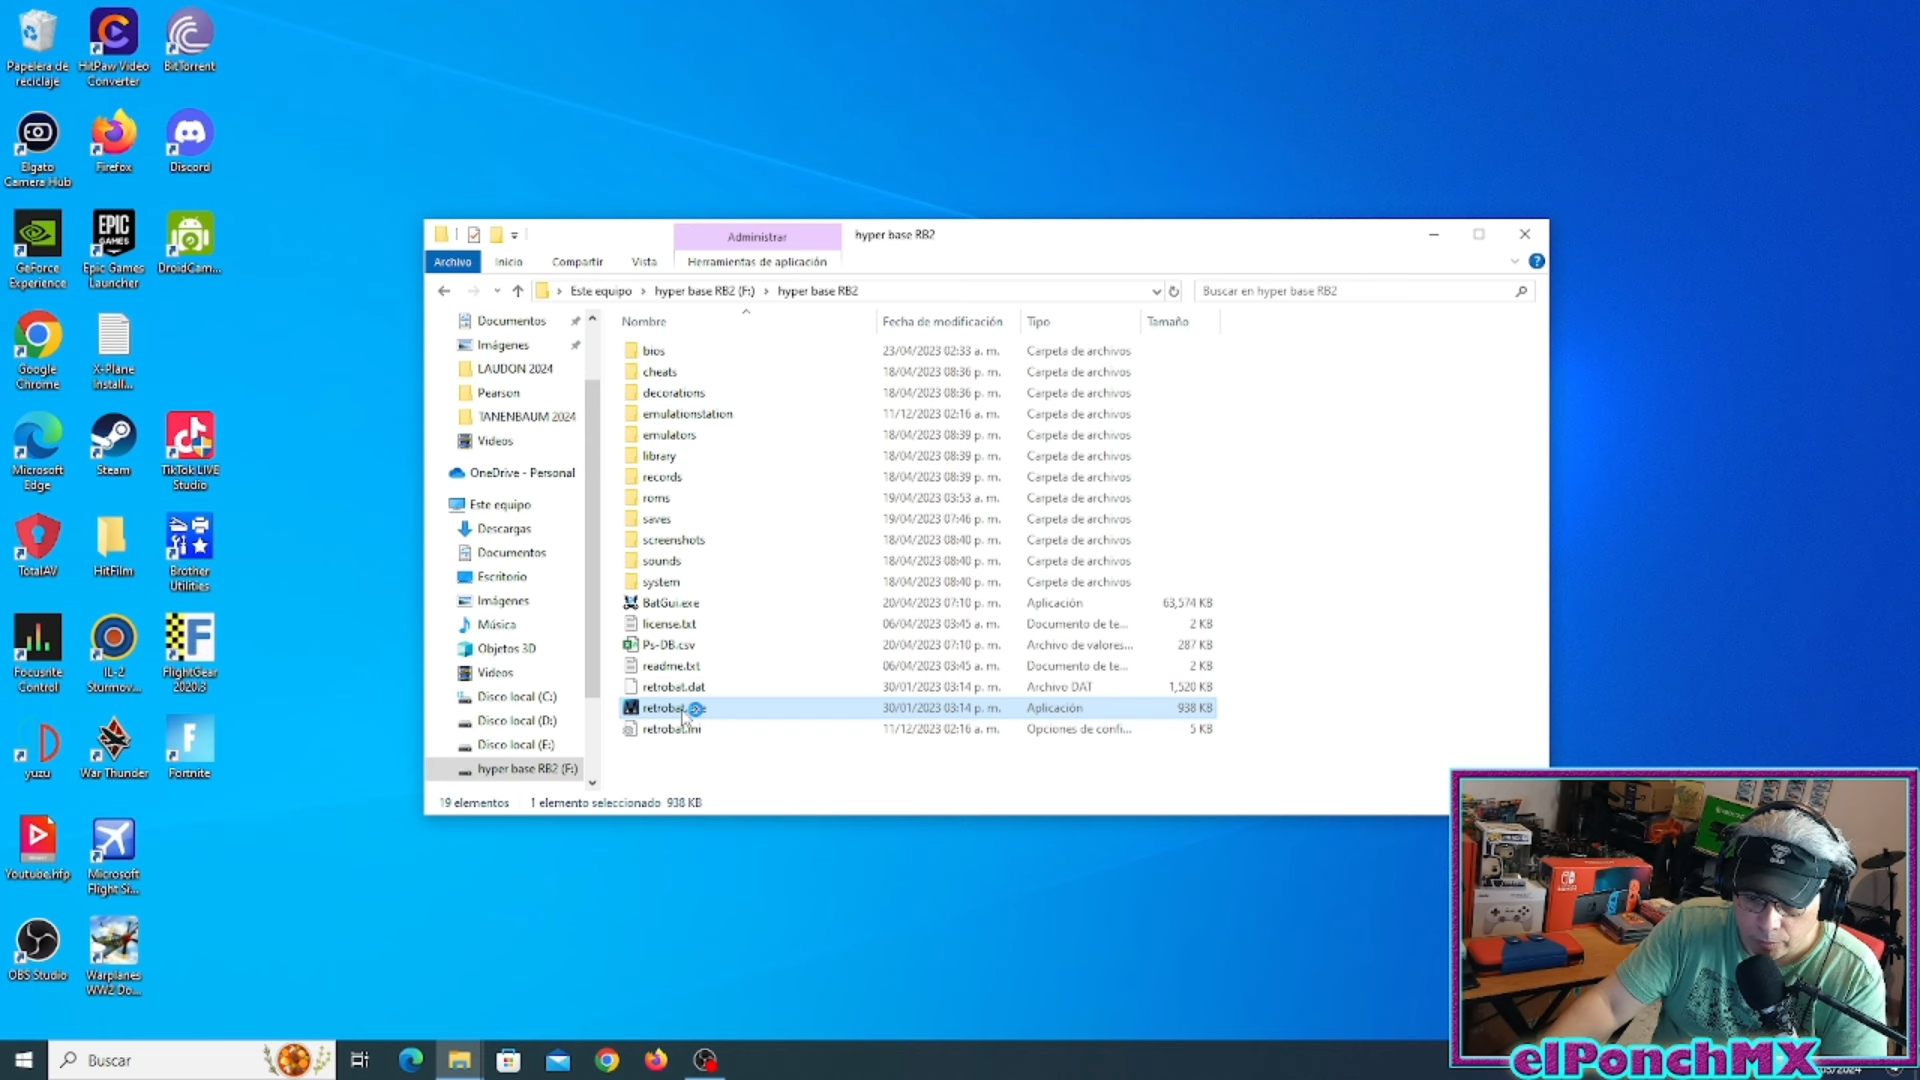 Papelera de
reciclaje
HitPaw Video
Converter
BitTorrent
Elgato
Camera Hub
Firefox
Discord
GeForce
Experience
Epic Games
Launcher
DroidCam...
EPIC
GAMES
Google
Chrome
X-Plane
Install...
Microsoft
Edge
Steam
TikTok LIVE
Studio
TotalAV
HitFilm
Brother
Utilities
Focusrite
Control
IL-2
Sturmov...
FlightGear
2020.3
yuzu
War Thunder
Fortnite
Youtube.hfp
Microsoft
Flight Si...
OBS Studio
Warplanes
WW2 Do...
Administrar
hyper base RB2
Archivo
Inicio
Compartir
Vista
Herramientas de aplicación
Este equipo > hyper base RB2 (F:) > hyper base RB2
Buscar en hyper base RB2
Documentos
Imágenes
LAUDON 2024
Pearson
TANENBAUM 2024
Videos
OneDrive - Personal
Este equipo
Descargas
Documentos
Escritorio
Imágenes
Música
Objetos 3D
Videos
Disco local (C:)
Disco local (D:)
Disco local (E:)
hyper base RB2 (F:)
Nombre Fecha de modificación Tipo Tamaño
bios 23/04/2023 02:33 a. m. Carpeta de archivos
cheats 18/04/2023 08:36 p. m. Carpeta de archivos
decorations 18/04/2023 08:36 p. m. Carpeta de archivos
emulationstation 11/12/2023 02:16 a. m. Carpeta de archivos
emulators 18/04/2023 08:39 p. m. Carpeta de archivos
library 18/04/2023 08:39 p. m. Carpeta de archivos
records 18/04/2023 08:39 p. m. Carpeta de archivos
roms 19/04/2023 03:53 a. m. Carpeta de archivos
saves 19/04/2023 07:46 p. m. Carpeta de archivos
screenshots 18/04/2023 08:40 p. m. Carpeta de archivos
sounds 18/04/2023 08:40 p. m. Carpeta de archivos
system 18/04/2023 08:40 p. m. Carpeta de archivos
BatGui.exe 20/04/2023 07:10 p. m. Aplicación 63,574 KB
license.txt 06/04/2023 03:45 a. m. Documento de te... 2 KB
Ps-DB.csv 20/04/2023 07:10 p. m. Archivo de valores... 287 KB
readme.txt 06/04/2023 03:45 a. m. Documento de te... 2 KB
retrobat.dat 30/01/2023 03:14 p. m. Archivo DAT 1,520 KB
30/01/2023 03:14 p. m. Aplicación 938 KB
retrobat.ini 11/12/2023 02:16 a. m. Opciones de confi... 5 KB
19 elementos 1 elemento seleccionado 938 KB
Buscar
elPonchMX